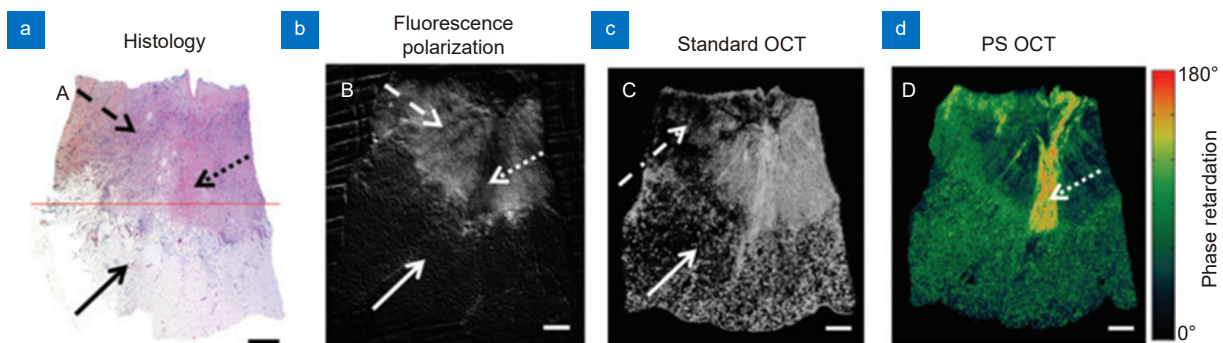 a
Histology
b
Fluorescence
polarization
c
Standard OCT
d
PS OCT
A
B
C
D
180°
Phase retardation
0°